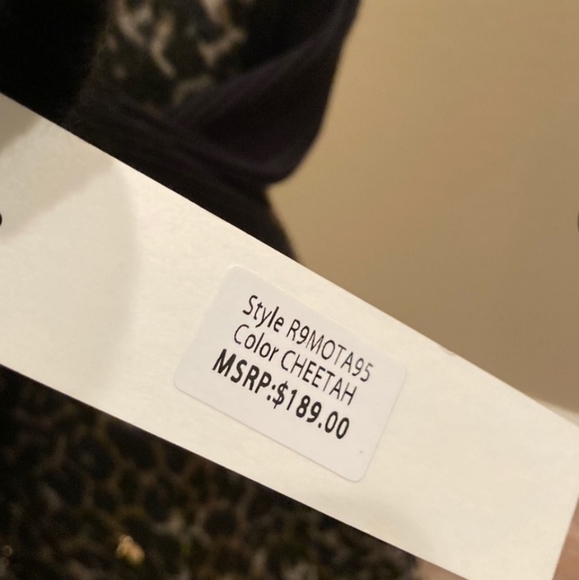 Style R9MOTA95
Color CHEETAH
MSRP:$189.00